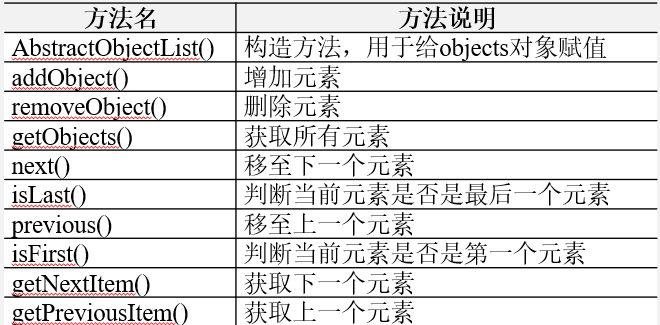 方法名 方法说明
AbstractObjectList() 构造方法，用于给objects对象赋值
addObject() 增加元素
removeObject() 删除元素
getObjects() 获取所有元素
next() 移至下一个元素
isLast() 判断当前元素是否是最后一个元素
previous() 移至上一个元素
isFirst() 判断当前元素是否是第一个元素
getNextItem() 获取下一个元素
getPreviousItem() 获取上一个元素